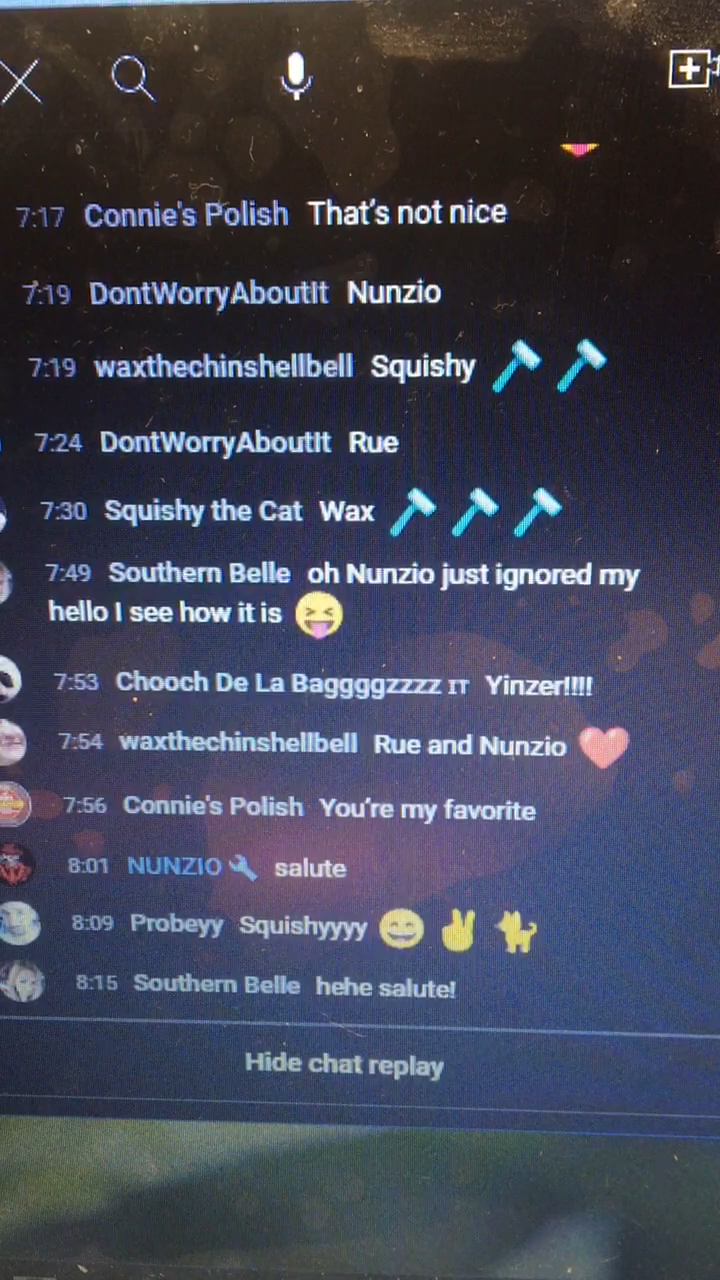 7:17 Connie's Polish That's not nice
7:19 DontWorryAboutIt Nunzio
7:19 waxthechinshellbell Squishy
7:24 DontWorryAboutIt Rue
7:30 Squishy the Cat Wax
7:49 Southern Belle oh Nunzio just ignored my
hello I see how it is
7:53 Chooch De La Baggggzzzz IT Yinzer!!!!
7:54 waxthechinshellbell Rue and Nunzio
7:56 Connie's Polish You're my favorite
8:01 NUNZIO salute
8:09 Probeyy Squishyyyy
8:15 Southern Belle hehe salute!
Hide chat replay